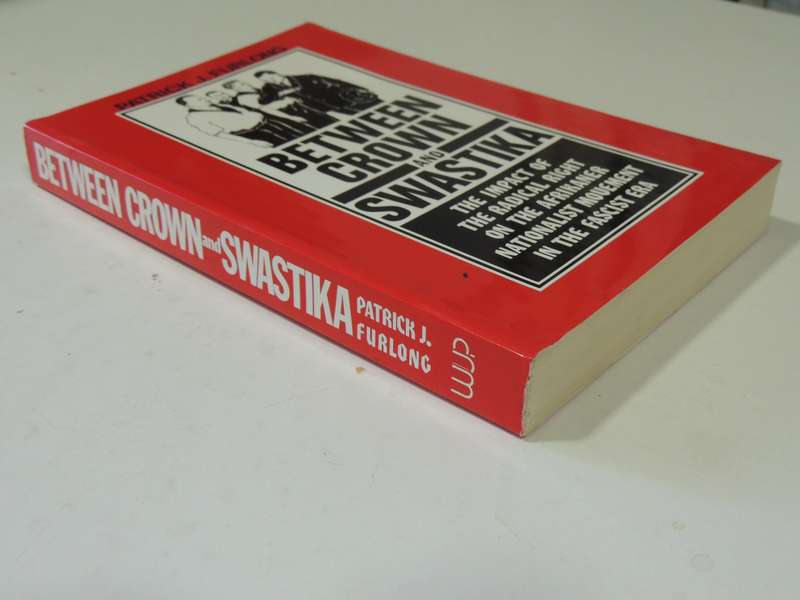 PATRICK J. FURLONG
BETWEEN
CROWN
AND
SWASTIKA
THE IMPACT OF
THE RADICAL RIGHT
ON THE AFRIKANER
NATIONALIST MOVEMENT
IN THE FASCIST ERA
BETWEEN CROWN and SWASTIKA
PATRICK J.
FURLONG
WUP